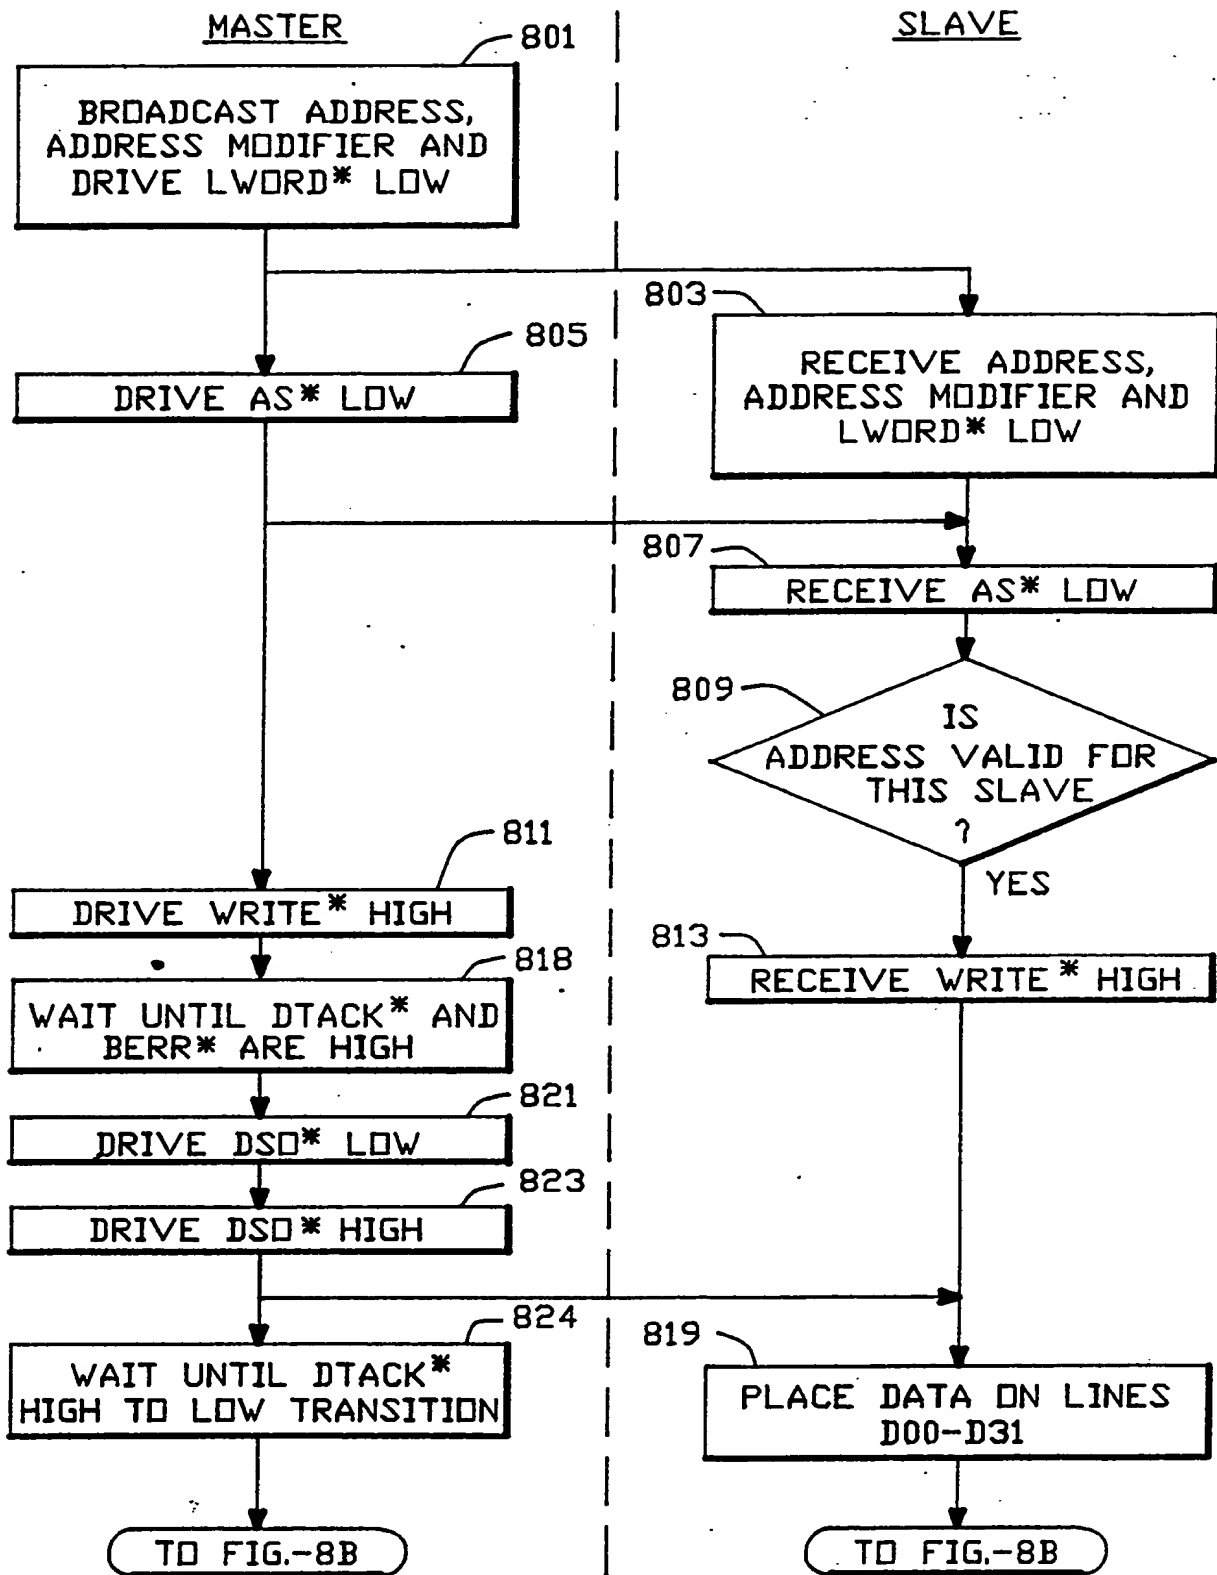 MASTER
SLAVE
801
BROADCAST ADDRESS,
ADDRESS MODIFIER AND
DRIVE LWORD* LOW
803
RECEIVE ADDRESS,
ADDRESS MODIFIER AND
LWORD* LOW
805
DRIVE AS* LOW
807
RECEIVE AS* LOW
809
IS
ADDRESS VALID FOR
THIS SLAVE
?
YES
811
DRIVE WRITE* HIGH
813
RECEIVE WRITE* HIGH
818
WAIT UNTIL DTACK* AND
BERR* ARE HIGH
821
DRIVE DSO* LOW
823
DRIVE DSO* HIGH
824
WAIT UNTIL DTACK*
HIGH TO LOW TRANSITION
819
PLACE DATA ON LINES
D00-D31
TO FIG.-8B
TO FIG.-8B